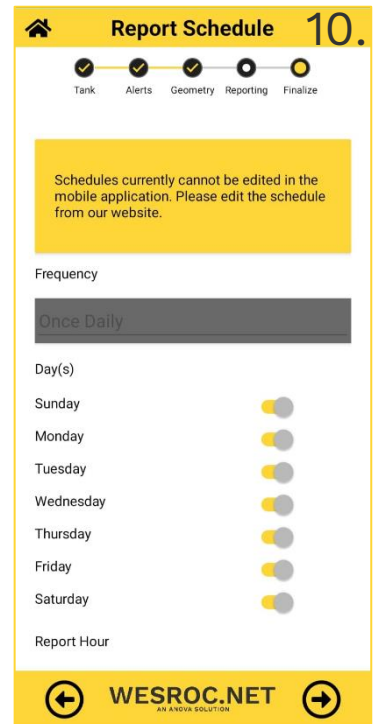 Report Schedule
10.
Tank Alerts Geometry Reporting Finalize
Schedules currently cannot be edited in the
mobile application. Please edit the schedule
from our website.
Frequency
Once Daily
Day(s)
Sunday
Monday
Tuesday
Wednesday
Thursday
Friday
Saturday
Report Hour
WESROC.NET
AN ANOVA SOLUTION